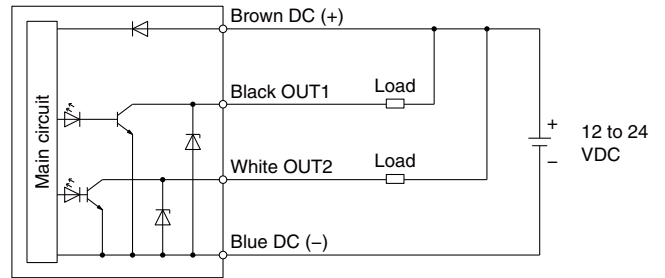 Brown DC (+)
Main circuit
Black OUT1
Load
+
12 to 24
VDC
–
White OUT2
Load
Blue DC (–)